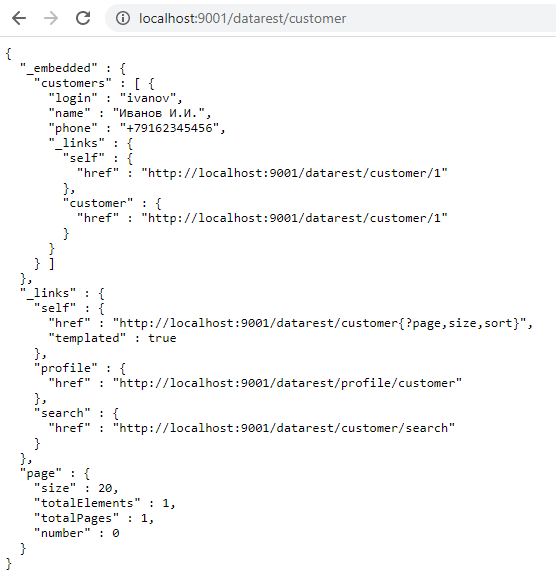 localhost:9001/datarest/customer
{
  "_embedded" : {
    "customers" : [ {
      "login" : "ivanov",
      "name" : "Иванов И.И.",
      "phone" : "+79162345456",
      "_links" : {
        "self" : {
          "href" : "http://localhost:9001/datarest/customer/1"
        },
        "customer" : {
          "href" : "http://localhost:9001/datarest/customer/1"
        }
      }
    } ]
  },
  "_links" : {
    "self" : {
      "href" : "http://localhost:9001/datarest/customer{?page,size,sort}",
      "templated" : true
    },
    "profile" : {
      "href" : "http://localhost:9001/datarest/profile/customer"
    },
    "search" : {
      "href" : "http://localhost:9001/datarest/customer/search"
    }
  },
  "page" : {
    "size" : 20,
    "totalElements" : 1,
    "totalPages" : 1,
    "number" : 0
  }
}